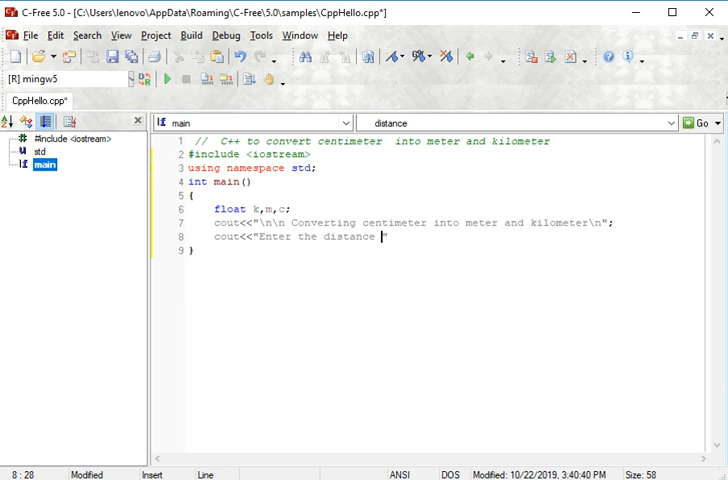 C-Free 5.0 - [C:\Users\lenovo\AppData\Roaming\C-Free\5.0\samples\CppHello.cpp*]
File Edit Search View Project Build Debug Tools Window Help
[R] mingw5
CppHello.cpp*
main distance Go
#include <iostream>
std
main
1 // C++ to convert centimeter  into meter and kilometer
2 #include <iostream>
3 using namespace std;
4 int main()
5 {
6 float k,m,c;
7 cout<<"\n\n Converting centimeter into meter and kilometer\n";
8 cout<<"Enter the distance "
9 }
8 : 28 Modified Insert Line ANSI DOS Modified: 10/22/2019, 3:40:40 PM Size: 58